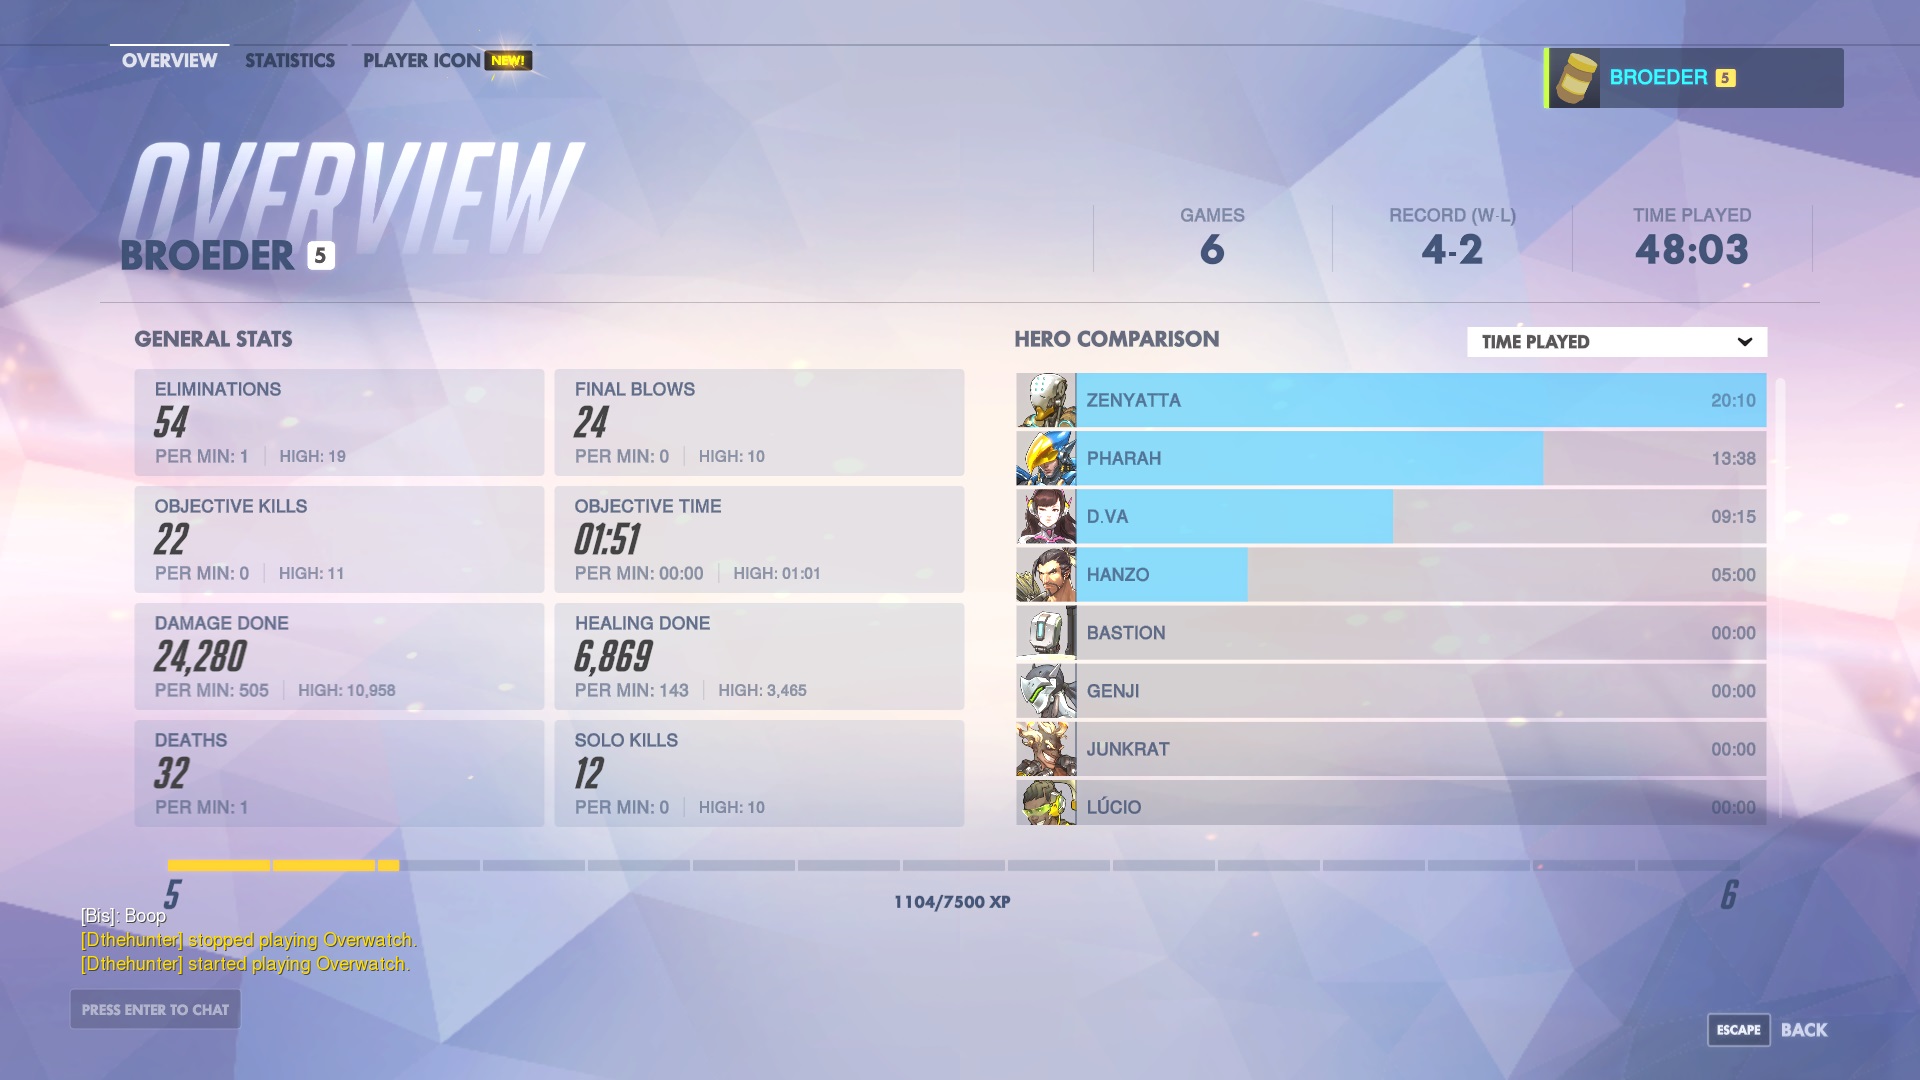 OVERVIEW STATISTICS PLAYER ICON NEW!
BROEDER 5
OVERVIEW
BROEDER 5
GAMES
6
RECORD (W-L)
4-2
TIME PLAYED
48:03
GENERAL STATS
ELIMINATIONS
54
PER MIN: 1 HIGH: 19
FINAL BLOWS
24
PER MIN: 0 HIGH: 10
OBJECTIVE KILLS
22
PER MIN: 0 HIGH: 11
OBJECTIVE TIME
01:51
PER MIN: 00:00 HIGH: 01:01
DAMAGE DONE
24,280
PER MIN: 505 HIGH: 10,958
HEALING DONE
6,869
PER MIN: 143 HIGH: 3,465
DEATHS
32
PER MIN: 1
SOLO KILLS
12
PER MIN: 0 HIGH: 10
HERO COMPARISON
TIME PLAYED
ZENYATTA 20:10
PHARAH 13:38
D.VA 09:15
HANZO 05:00
BASTION 00:00
GENJI 00:00
JUNKRAT 00:00
LÚCIO 00:00
5
1104/7500 XP
6
[Bis]: Boop
[Dthehunter] stopped playing Overwatch.
[Dthehunter] started playing Overwatch.
PRESS ENTER TO CHAT
ESCAPE BACK